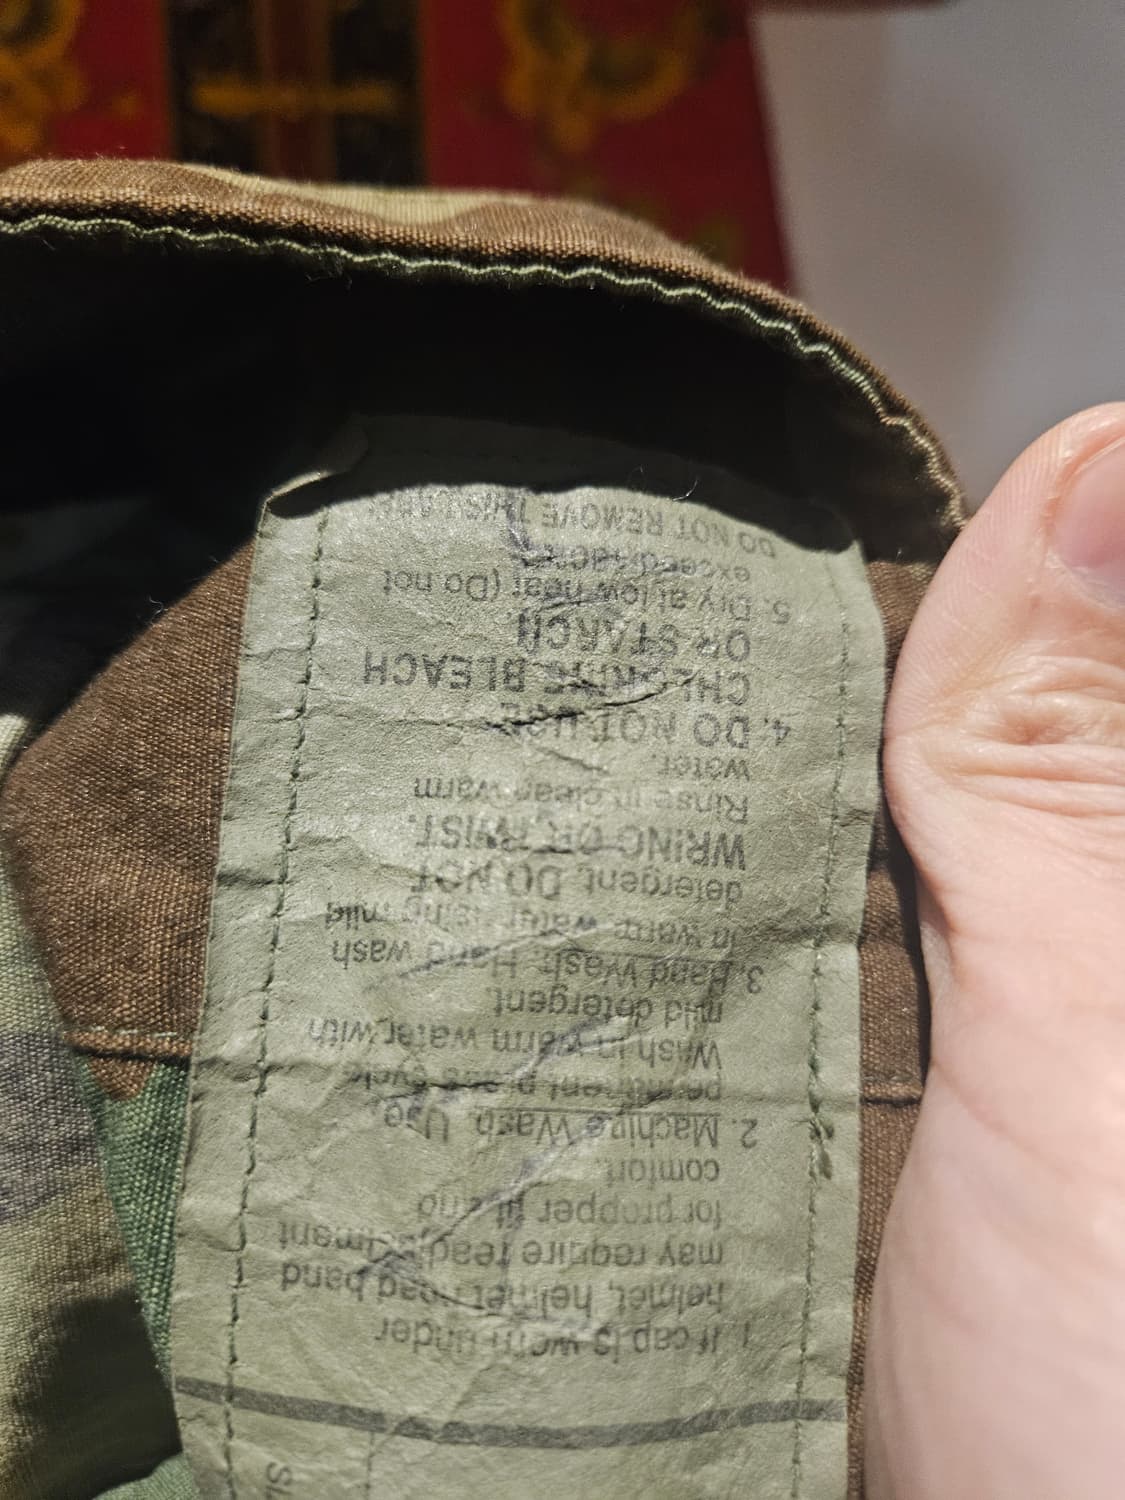 1. If cap is worn under
helmet, helmet head band
may require readjustment
for propper fit and
comfort.
2. Machine Wash. Use
permanent press cycle.
Wash in warm water with
mild detergent.
3. Hand Wash. Hand wash
in warm water using mild
detergent. DO NOT
WRING OR TWIST.
Rinse in clean warm
water.
4. DO NOT USE
CHLORINE BLEACH
OR STARCH
5. Dry at low heat (Do not
exceed
DO NOT REMOVE THIS LABEL